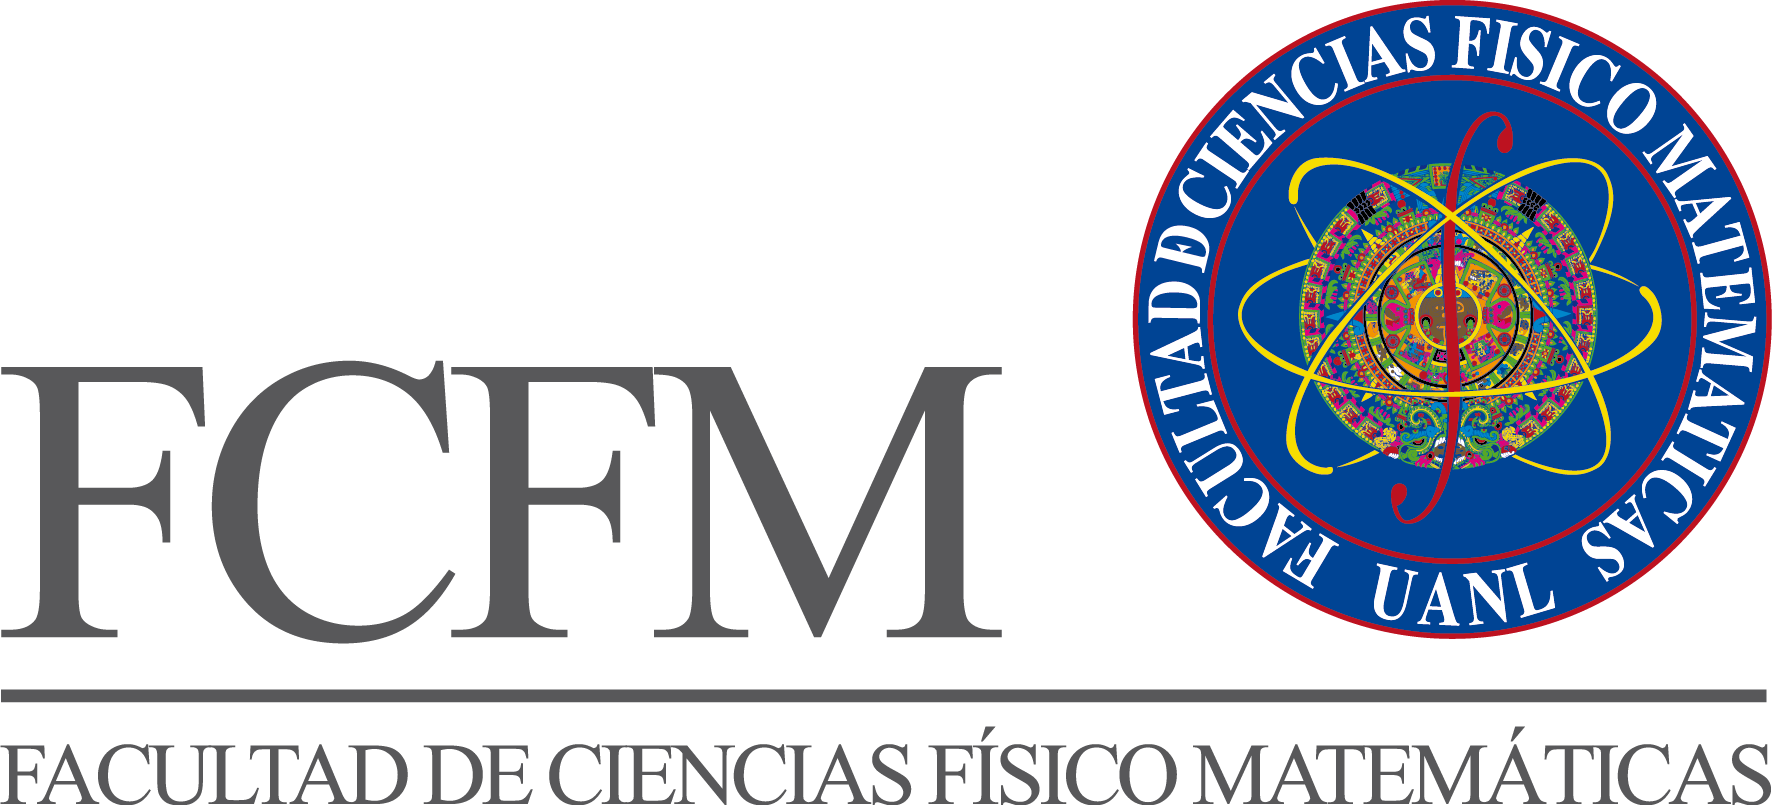 FCFM
FACULTAD DE CIENCIAS FISICO MATEMATICAS
UANL
FACULTAD DE CIENCIAS FÍSICO MATEMÁTICAS